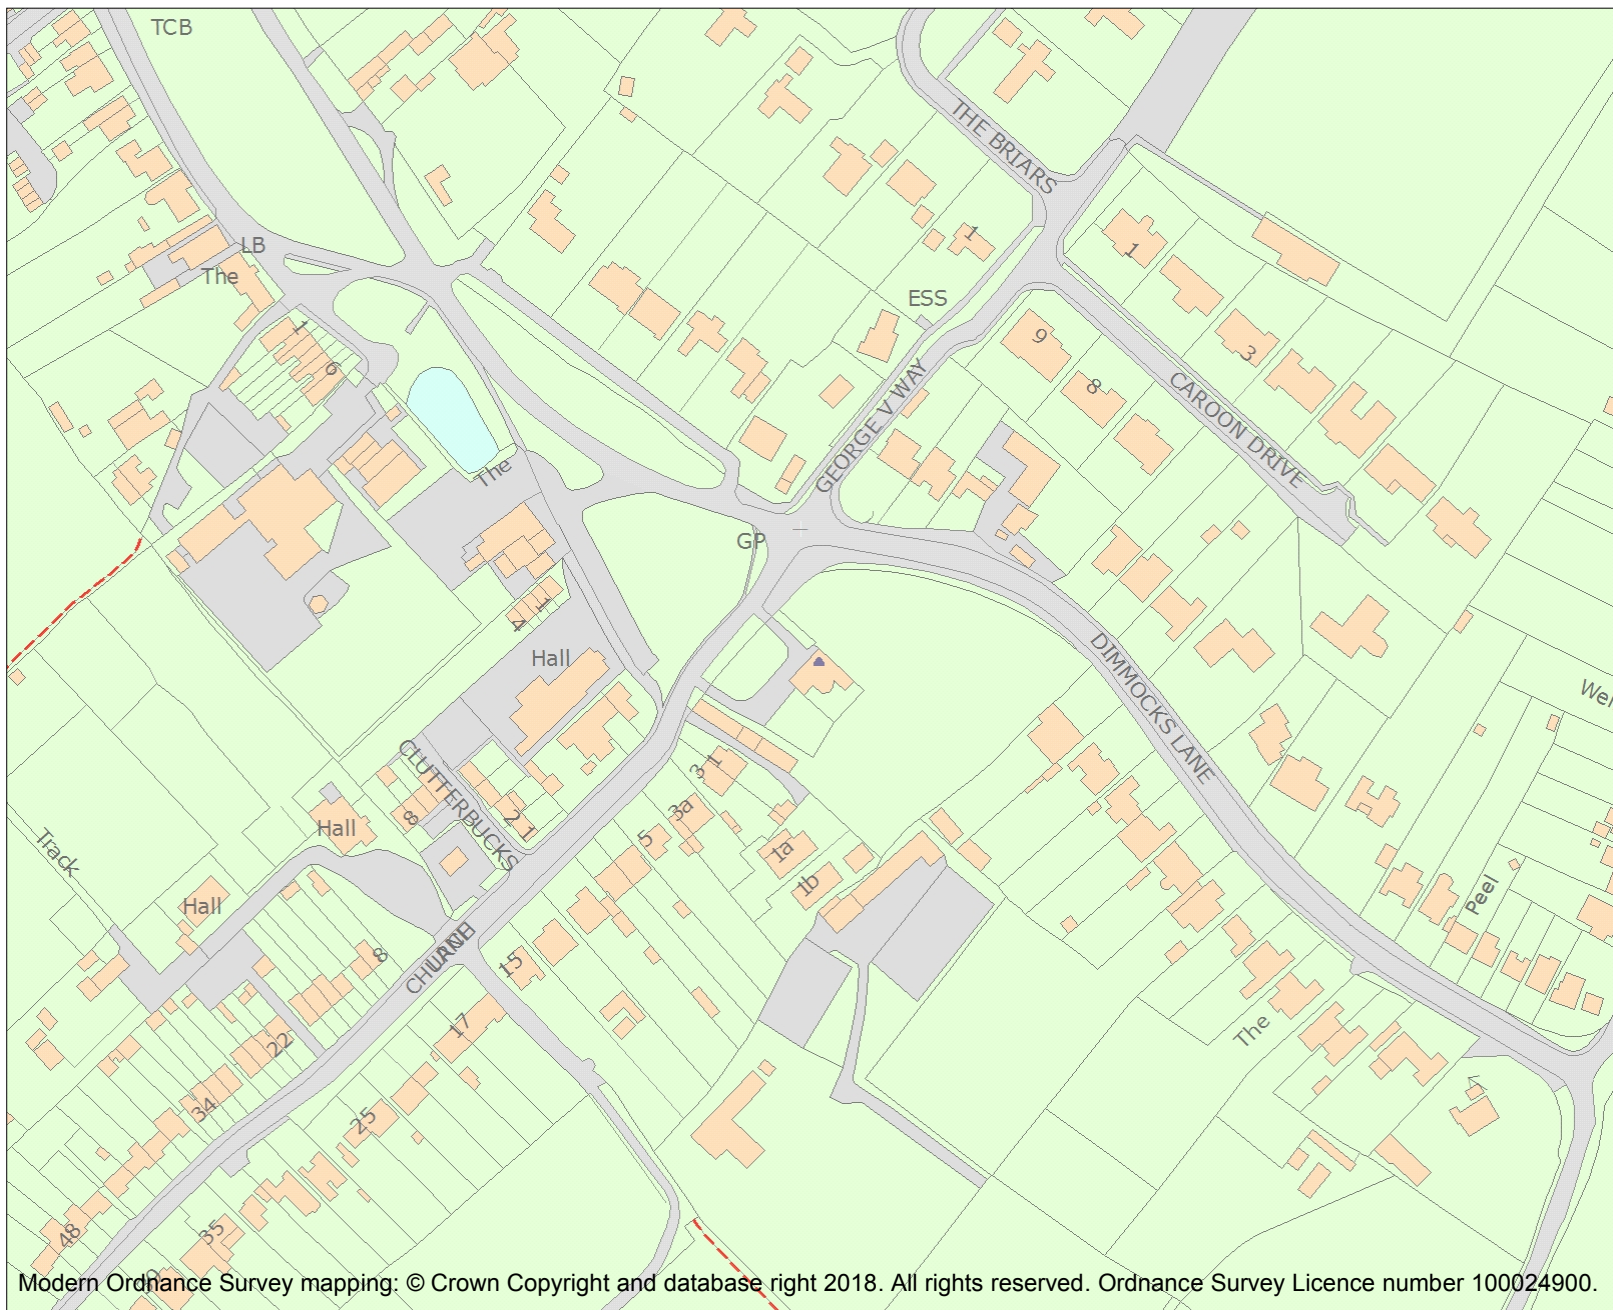 TCB
THE BRIARS
LB
The
1
1
ESS
1
6
9
3
8
GEORGE V WAY
CAROON DRIVE
The
GP
1
4
Hall
DIMMOCKS LANE
CLUTTERBUCKS
3 1
3a
2 1
8
Hall
5
1a
1b
Track
Hall
Peel
8
CHURCH
LANE
15
17
22
The
34
25
35
48
Modern Ordnance Survey mapping: © Crown Copyright and database right 2018. All rights reserved. Ordnance Survey Licence number 100024900.